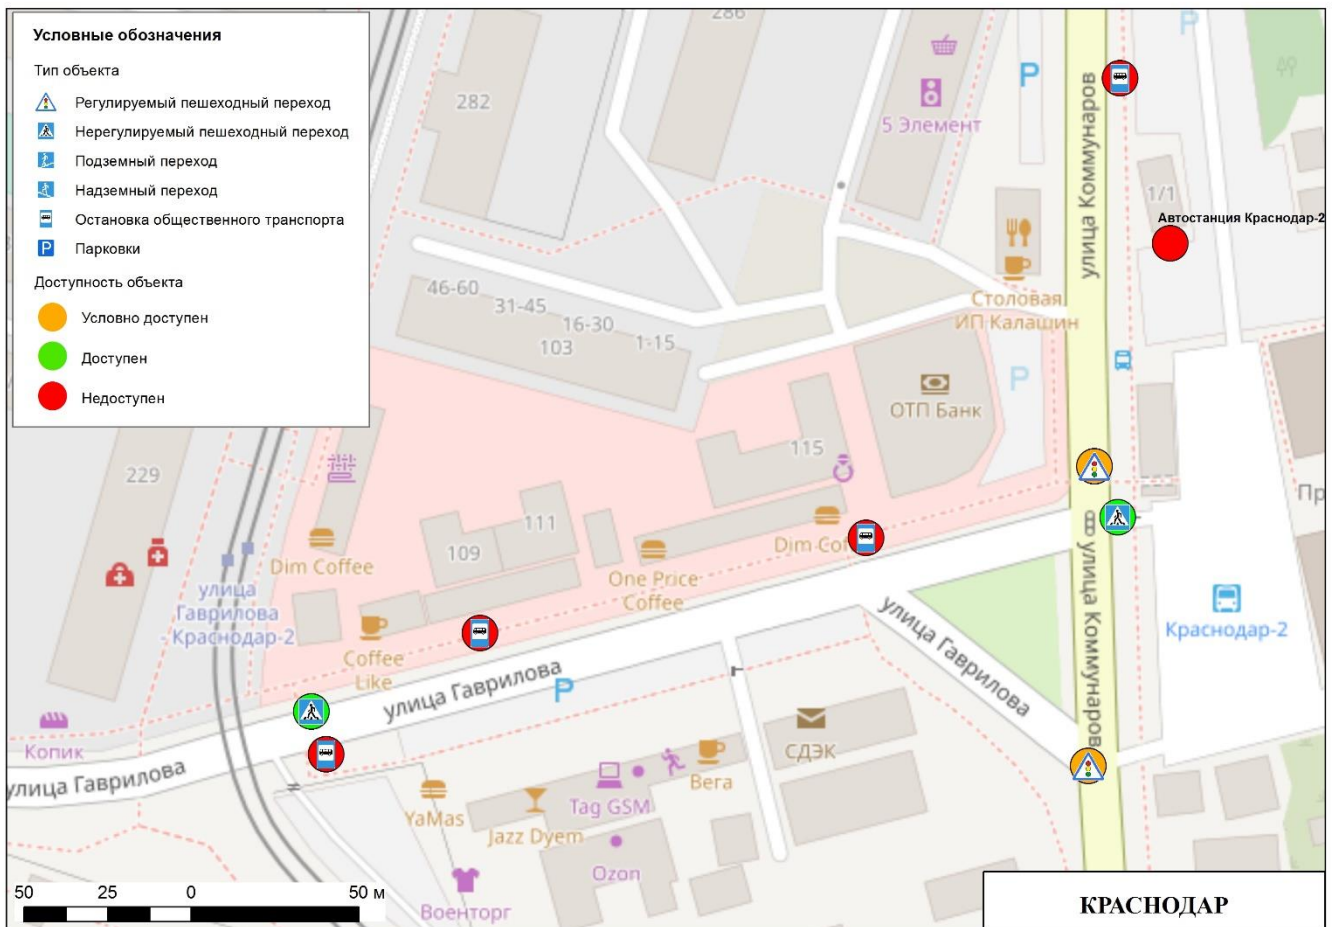 Условные обозначения
Тип объекта
Регулируемый пешеходный переход
Нерегулируемый пешеходный переход
Подземный переход
Надземный переход
Остановка общественного транспорта
P Парковки
Доступность объекта
Условно доступен
Доступен
Недоступен
286
P
282
P
5 Элемент
улица Коммунаров
1/1
Автостанция Краснодар-2
46-60
31-45
16-30
1-15
103
Столовая
ИП Калашин
P
ОТП Банк
115
229
111
109
Dim Coffee
One Price
Coffee
улица
Гаврилова
- Краснодар-2
Coffee
Like
улица Гаврилова
P
улица Гаврилова
улица Коммунаров
Краснодар-2
Копик
улица Гаврилова
СДЭК
Вега
YaMas
Tag GSM
Jazz Dyem
Ozon
Военторг
50 25 0 50 м
КРАСНОДАР